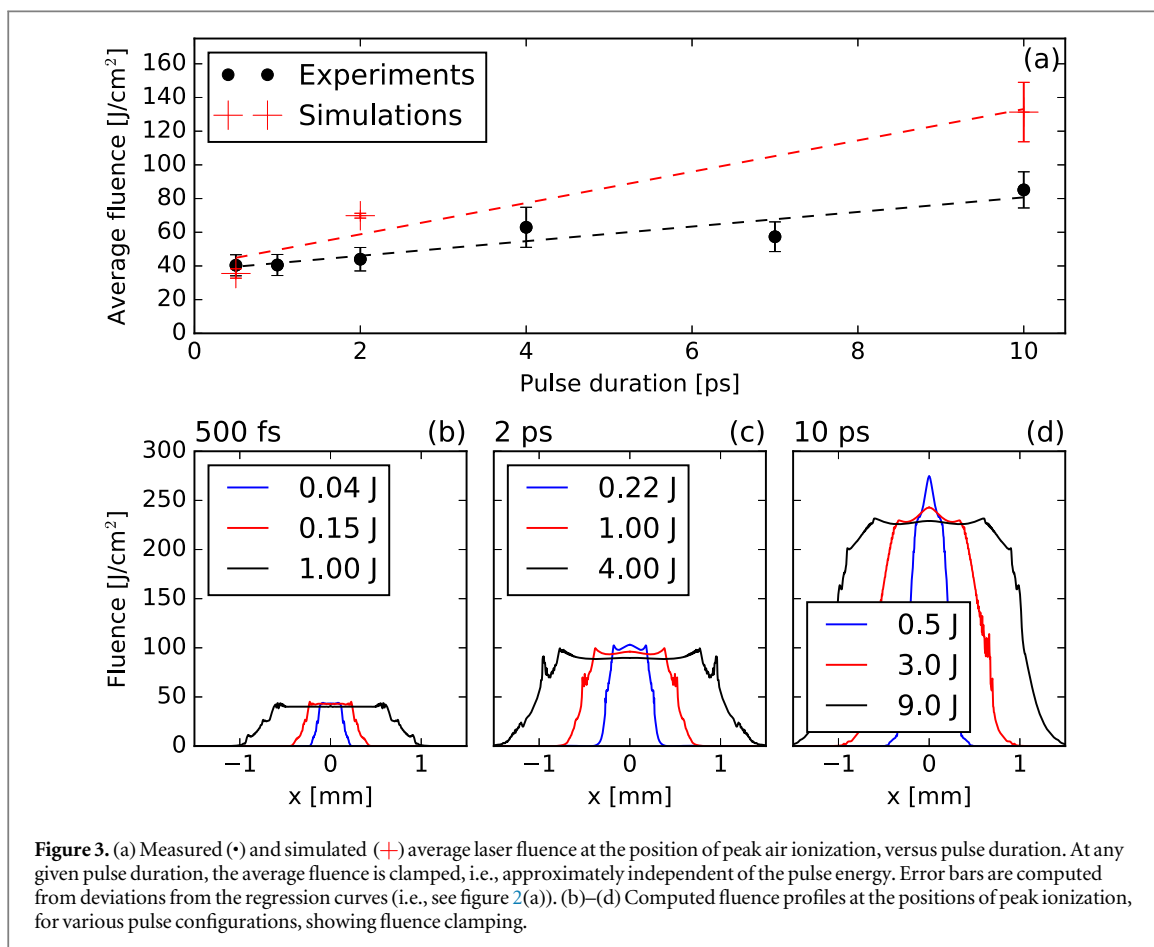 160
140
120
100
80
60
40
20
0
Average fluence [J/cm²]
Experiments
Simulations
(a)
0 2 4 6 8 10
Pulse duration [ps]
500 fs (b)
2 ps (c)
10 ps (d)
300
250
200
150
100
50
0
Fluence [J/cm²]
0.04 J
0.15 J
1.00 J
−1 0 1
x [mm]
0.22 J
1.00 J
4.00 J
−1 0 1
x [mm]
0.5 J
3.0 J
9.0 J
−1 0 1
x [mm]
Figure 3. (a) Measured (•) and simulated (+) average laser fluence at the position of peak air ionization, versus pulse duration. At any
given pulse duration, the average fluence is clamped, i.e., approximately independent of the pulse energy. Error bars are computed
from deviations from the regression curves (i.e., see figure 2(a)). (b)–(d) Computed fluence profiles at the positions of peak ionization,
for various pulse configurations, showing fluence clamping.